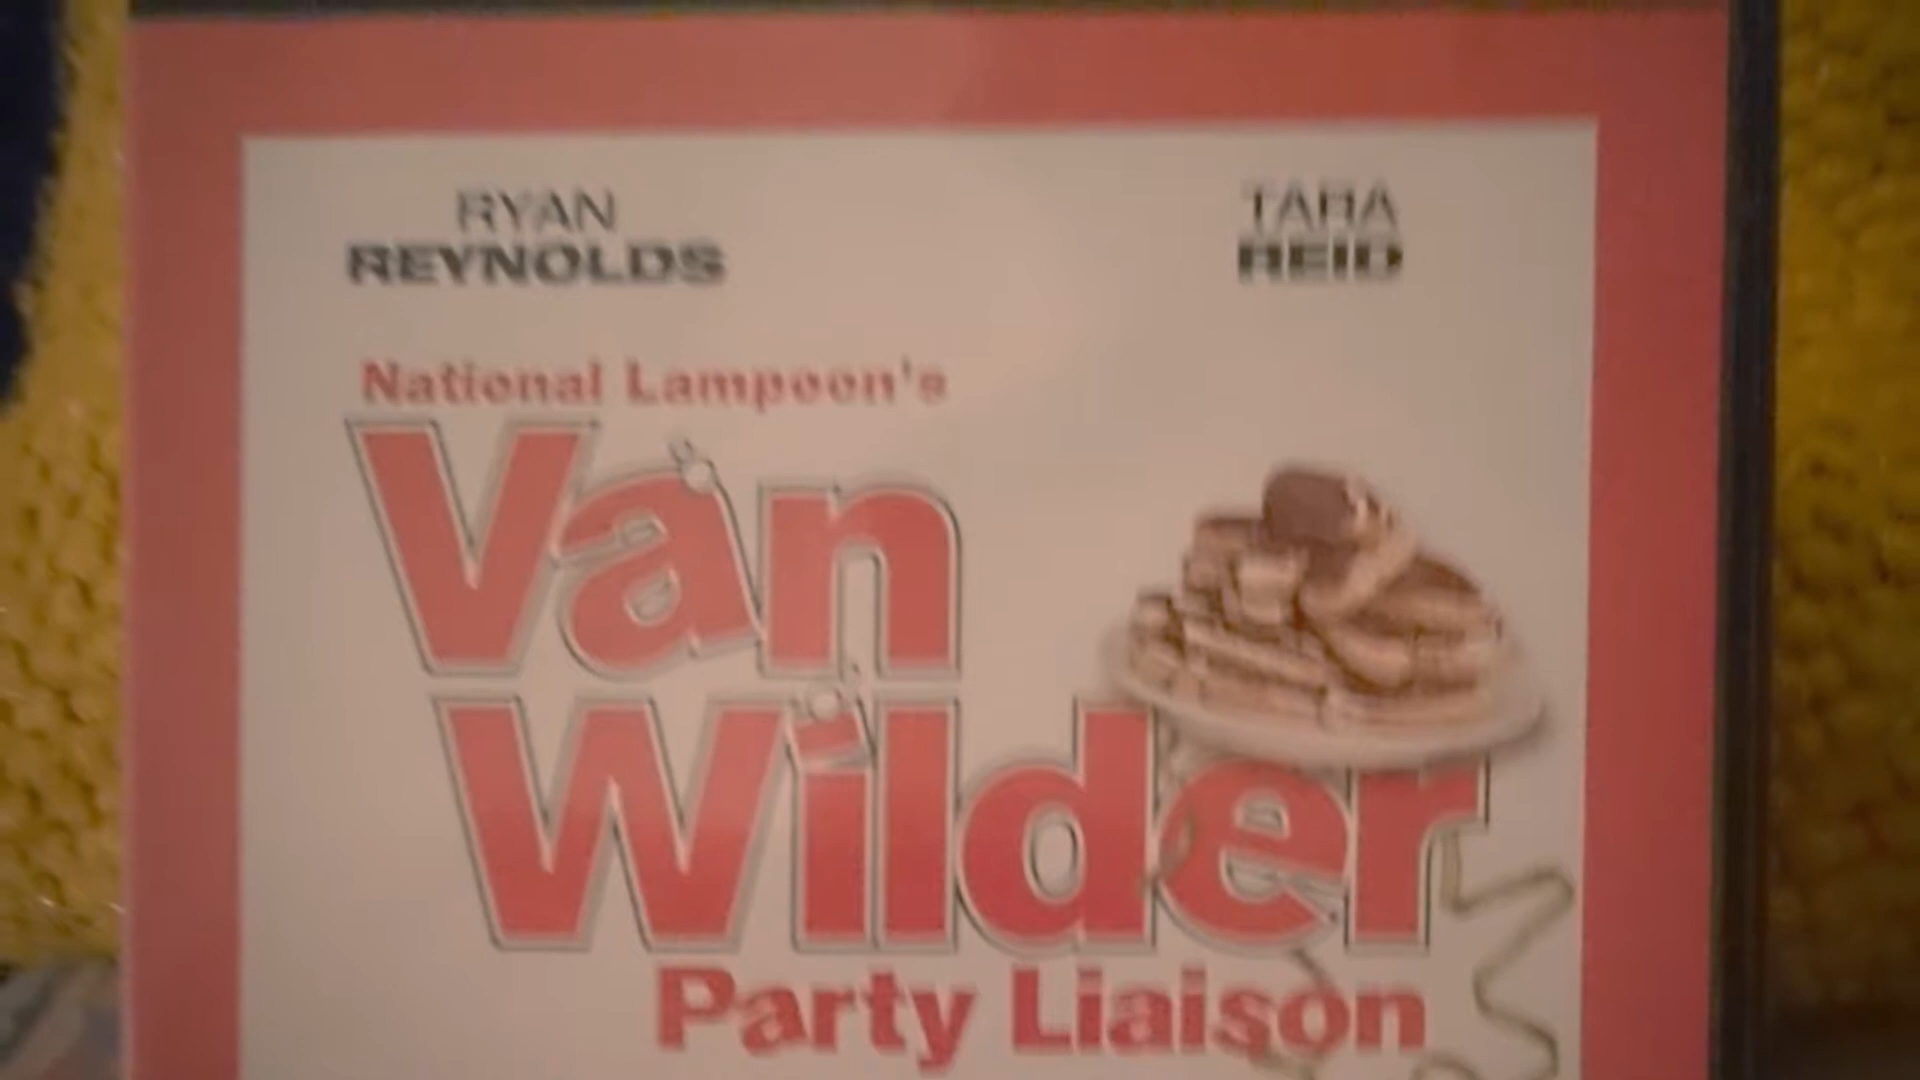 RYAN
REYNOLDS
TARA
REID
National Lampoon's
Van
Wilder
Party Liaison